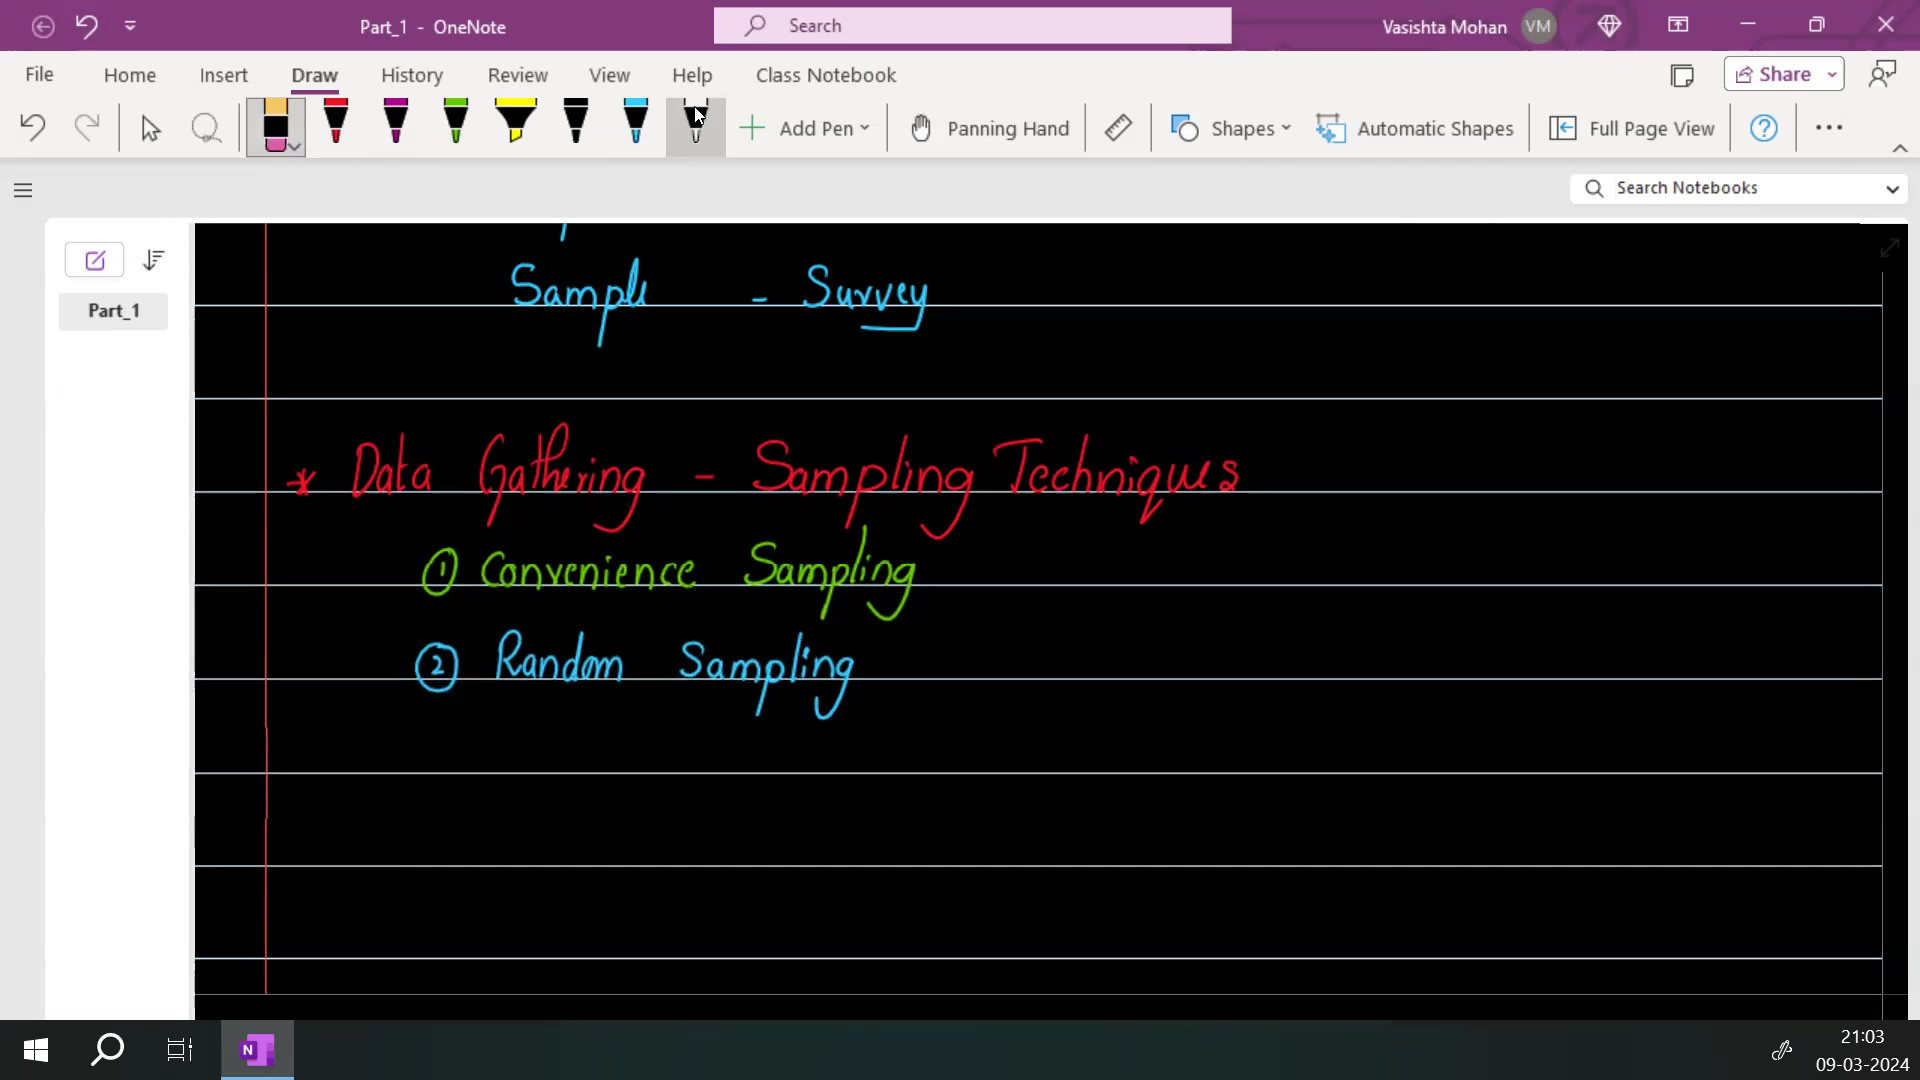 Part_1 - OneNote
Search
Vasishta Mohan VM
File Home Insert Draw History Review View Help Class Notebook Share
Add Pen Panning Hand Shapes Automatic Shapes Full Page View
Search Notebooks
Part_1
Sample - Survey
* Data Gathering - Sampling Techniques
① Convenience Sampling
② Random Sampling
N
21:03
09-03-2024